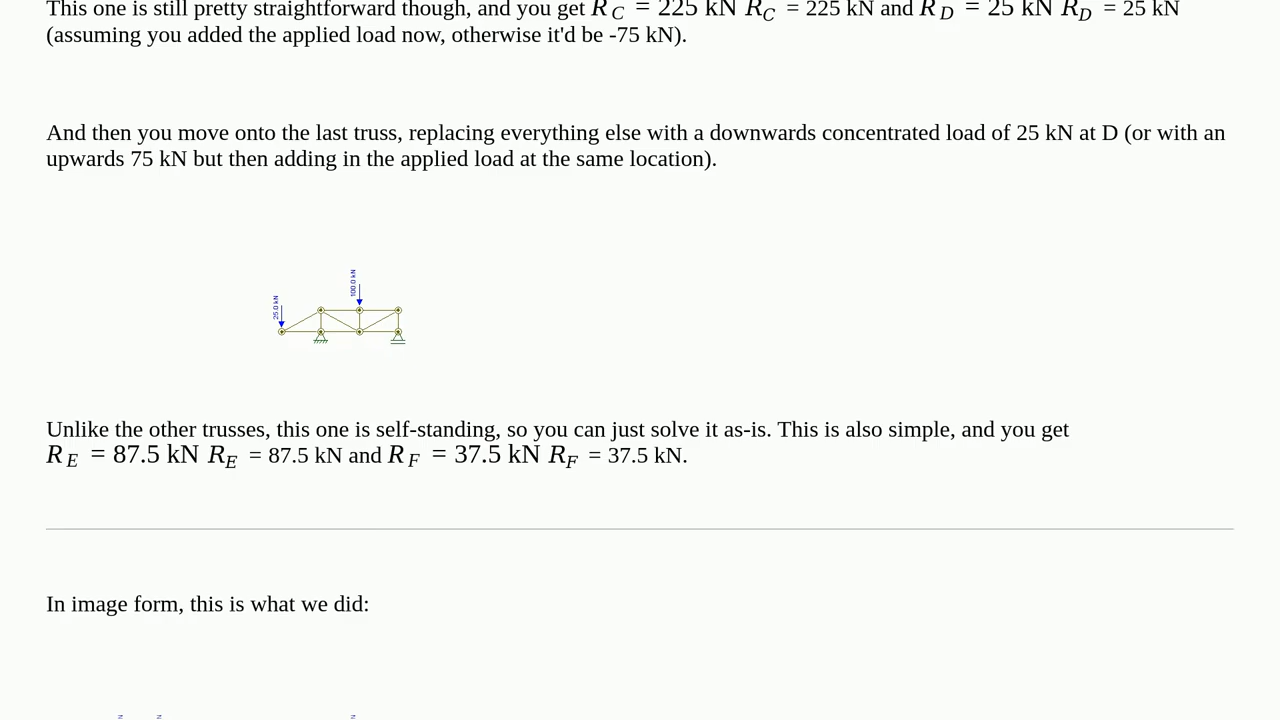 This one is still pretty straightforward though, and you get R C = 225 kN R_C = 225 kN and R D = 25 kN R_D = 25 kN
(assuming you added the applied load now, otherwise it'd be -75 kN).
And then you move onto the last truss, replacing everything else with a downwards concentrated load of 25 kN at D (or with an
upwards 75 kN but then adding in the applied load at the same location).
100.0 kN
25.0 kN
Unlike the other trusses, this one is self-standing, so you can just solve it as-is. This is also simple, and you get
R E = 87.5 kN R_E = 87.5 kN and R F = 37.5 kN R_F = 37.5 kN.
In image form, this is what we did: